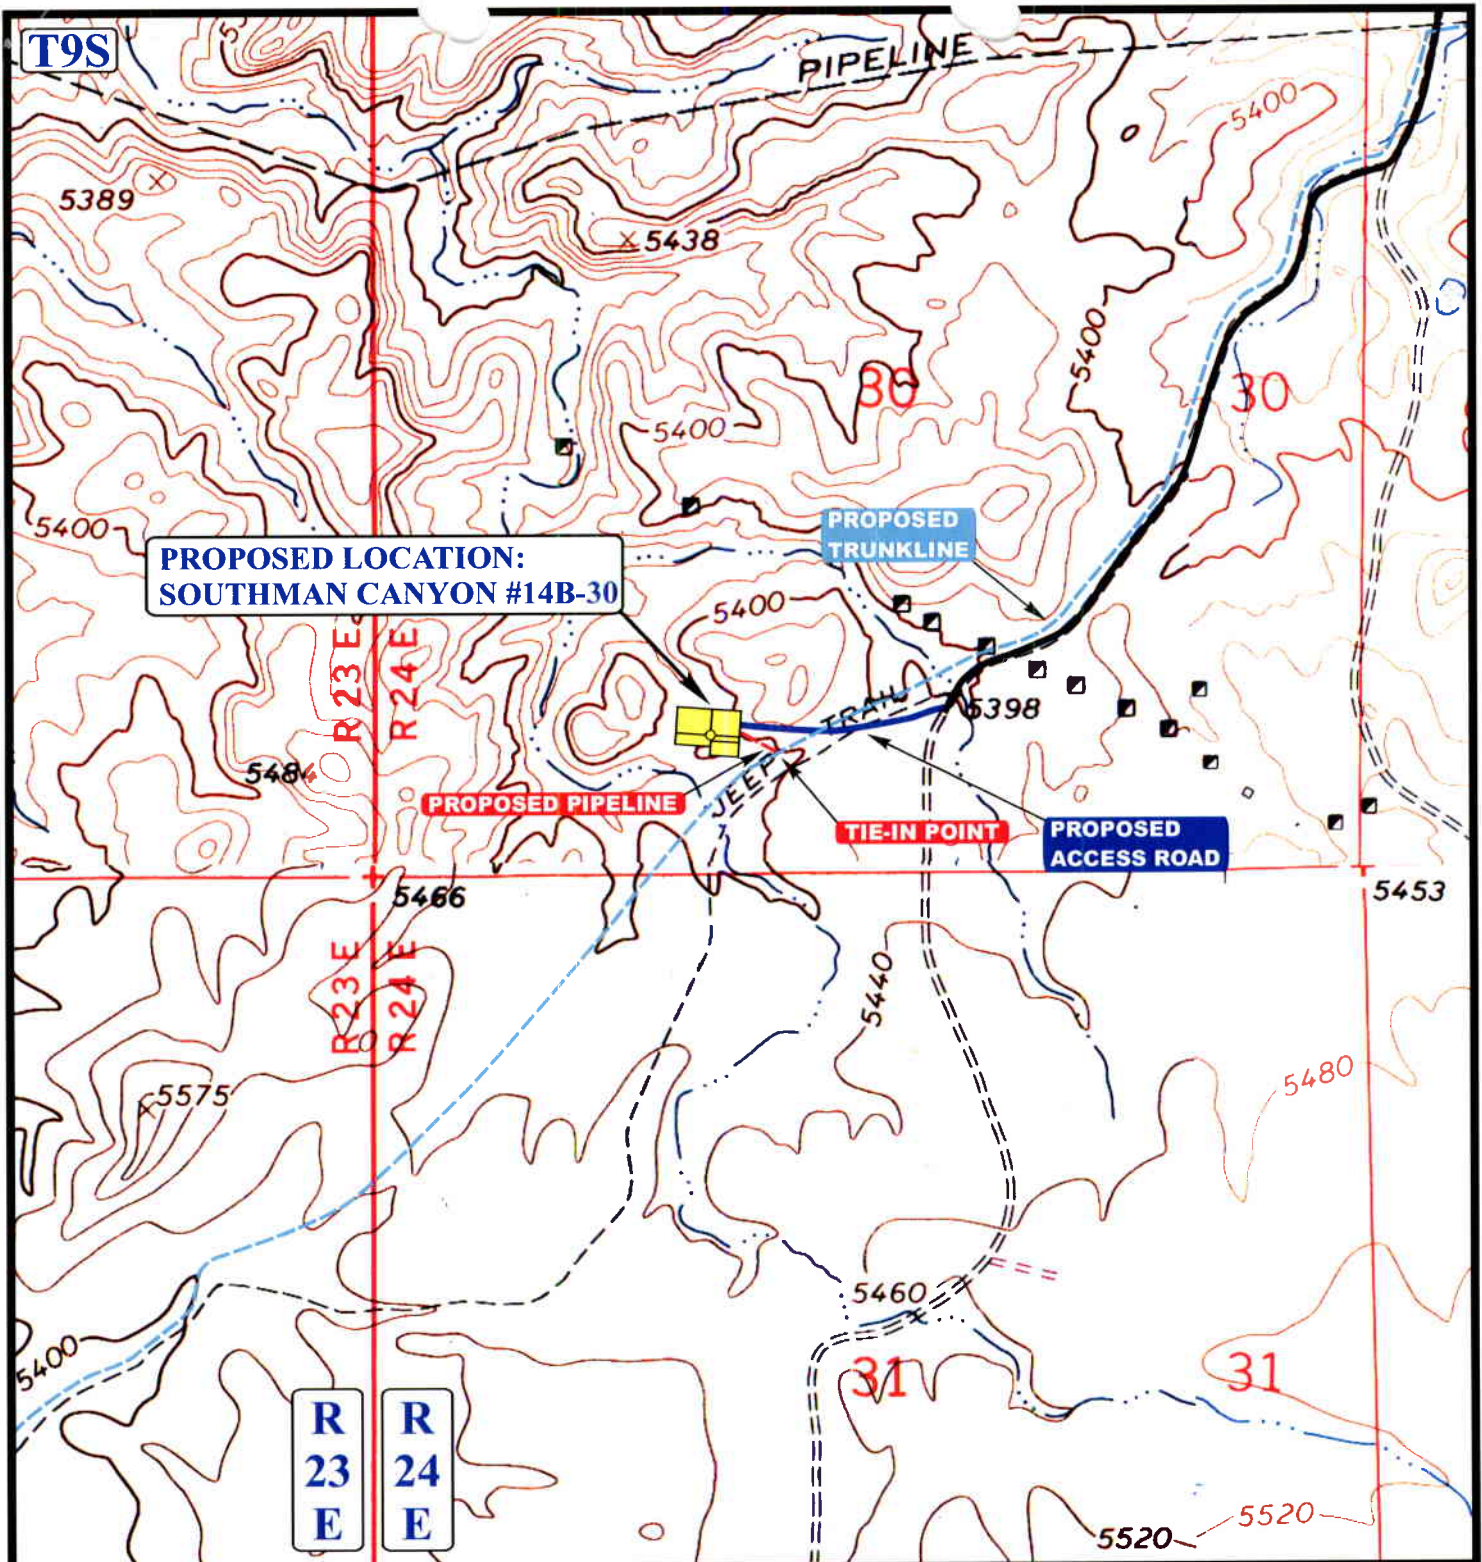 T9S
PIPELINE
5400
5389
5438
5400
30
30
5400
5400
PROPOSED
TRUNKLINE
PROPOSED LOCATION:
SOUTHMAN CANYON #14B-30
5400
R 23 E
R 24 E
TRAIL
5398
5484
JEEP
PROPOSED PIPELINE
TIE-IN POINT
PROPOSED
ACCESS ROAD
5466
5453
R 23 E
R 24 E
5440
5480
5575
5460
5400
31
31
R
23
E
R
24
E
5520
5520